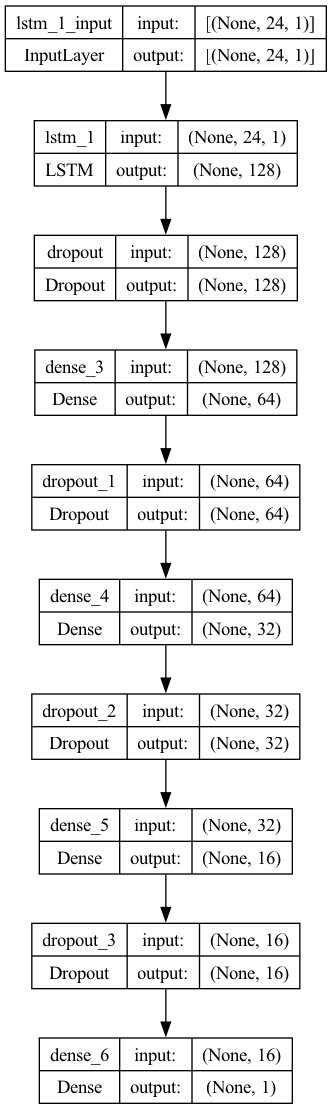 lstm_1_input input: [(None, 24, 1)]
InputLayer output: [(None, 24, 1)]
lstm_1 input: (None, 24, 1)
LSTM output: (None, 128)
dropout input: (None, 128)
Dropout output: (None, 128)
dense_3 input: (None, 128)
Dense output: (None, 64)
dropout_1 input: (None, 64)
Dropout output: (None, 64)
dense_4 input: (None, 64)
Dense output: (None, 32)
dropout_2 input: (None, 32)
Dropout output: (None, 32)
dense_5 input: (None, 32)
Dense output: (None, 16)
dropout_3 input: (None, 16)
Dropout output: (None, 16)
dense_6 input: (None, 16)
Dense output: (None, 1)